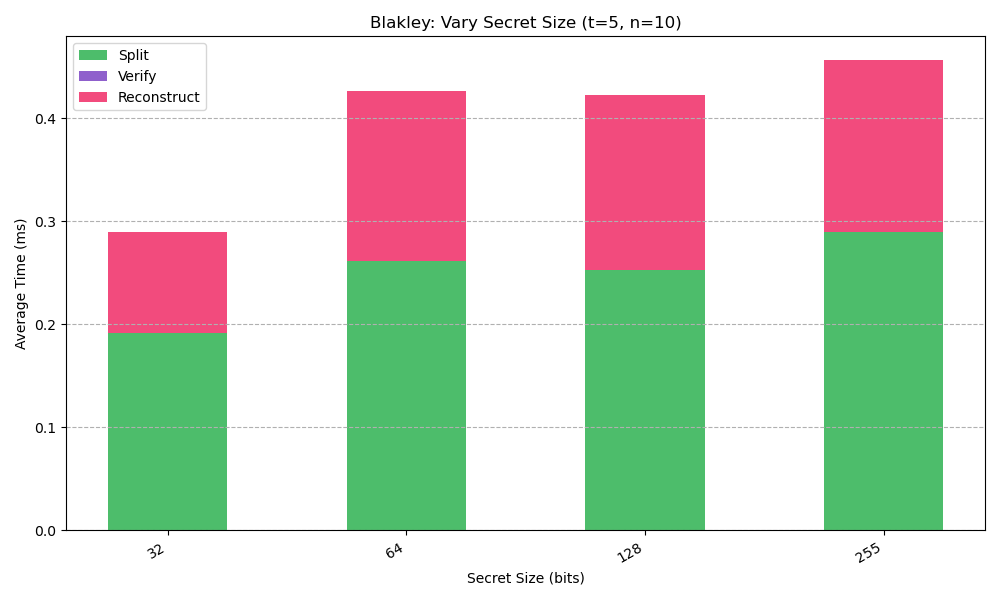 Blakley: Vary Secret Size (t=5, n=10)
Split
Verify
Reconstruct
Average Time (ms)
0.4
0.3
0.2
0.1
0.0
32
64
128
255
Secret Size (bits)